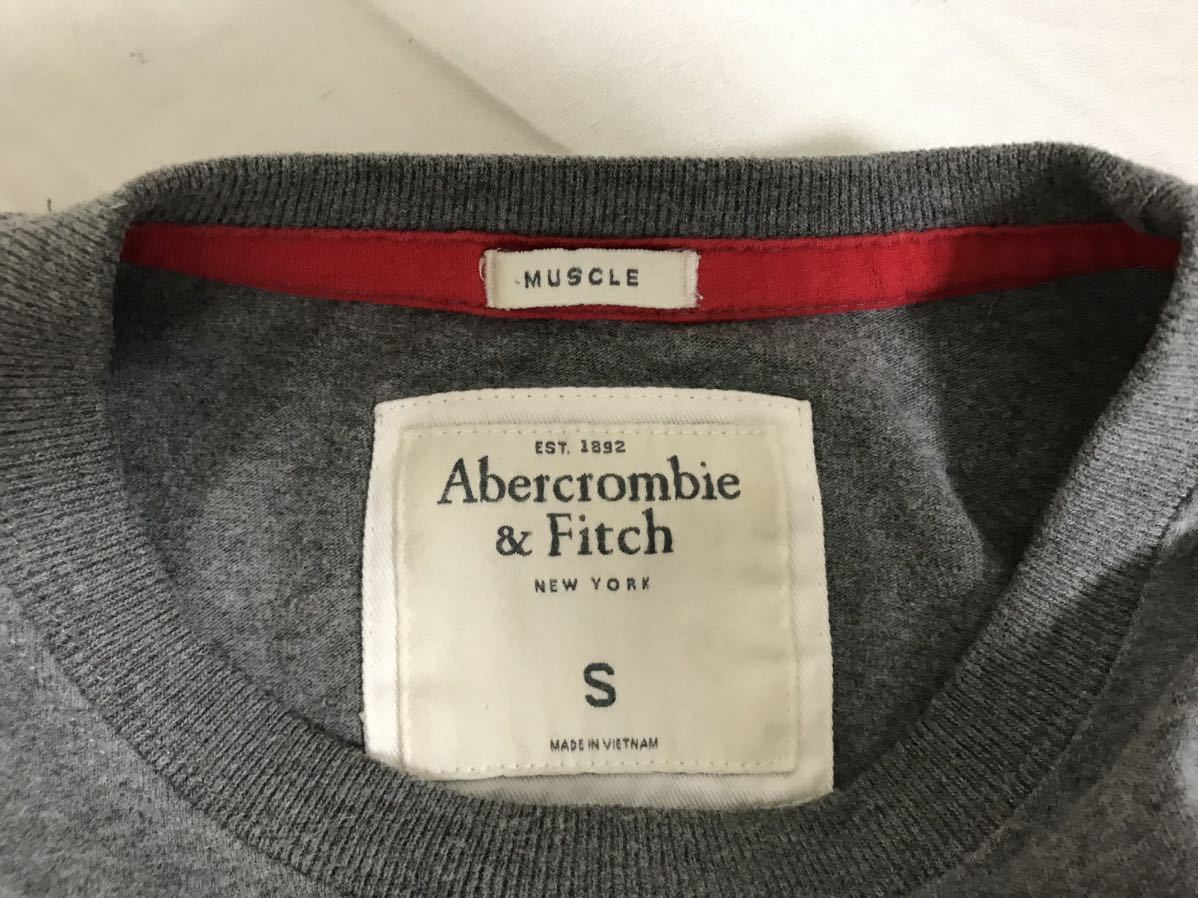 MUSCLE
EST. 1892
Abercrombie
& Fitch
NEW YORK
S
MADE IN VIETNAM